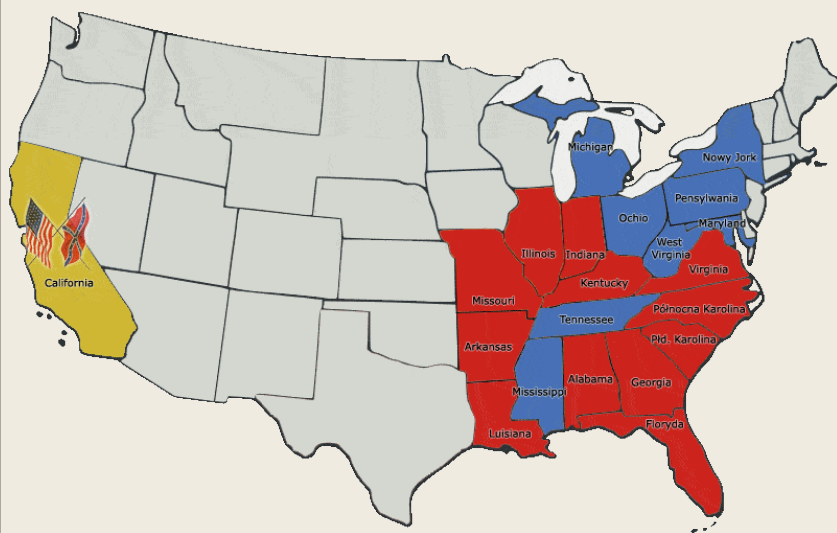 Michigan
Nowy Jork
Pensylwania
Ochio
Maryland
West
Virginia
Illinois
Indiana
Virginia
California
Kentucky
Missouri
Północna Karolina
Tennessee
Płd. Karolina
Arkansas
Alabama
Georgia
Mississippi
Floryda
Luisiana